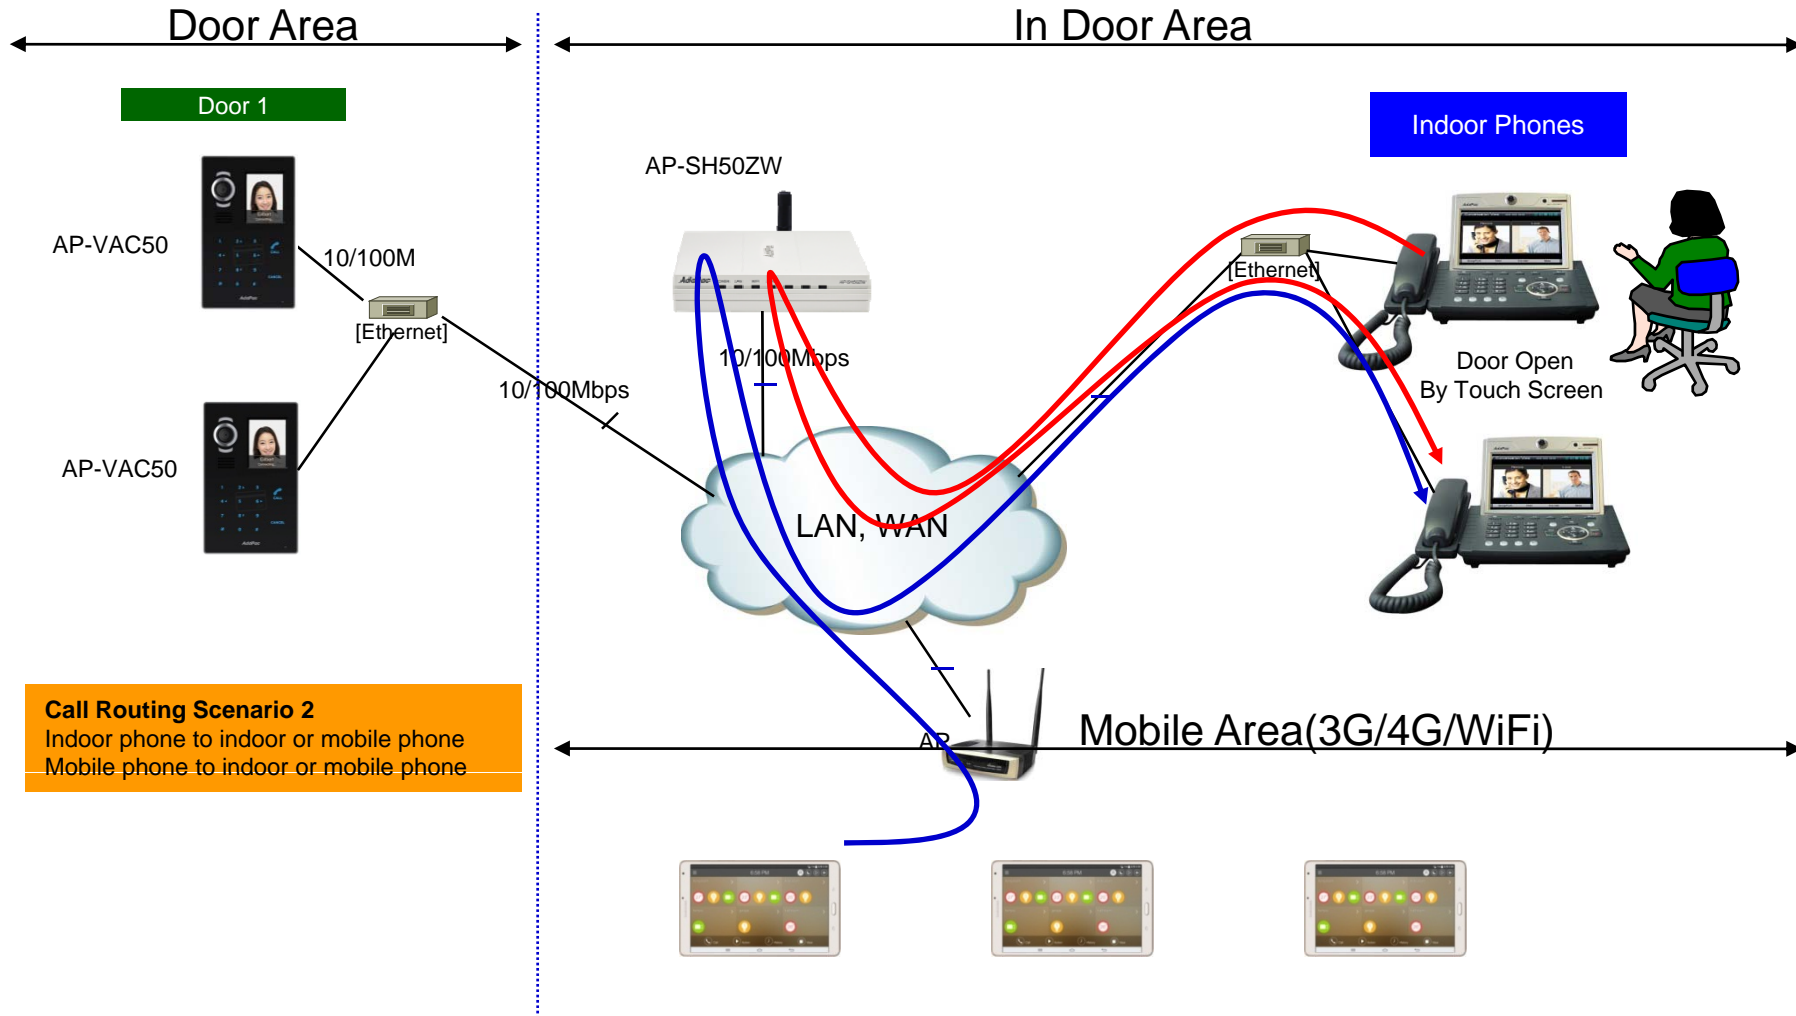 Door Area
In Door Area
Door 1
Indoor Phones
AP-SH50ZW
AP-VAC50
10/100M
[Ethernet]
[Ethernet]
10/100Mbps
10/100Mbps
Door Open
By Touch Screen
AP-VAC50
LAN, WAN
Call Routing Scenario 2
Indoor phone to indoor or mobile phone
Mobile phone to indoor or mobile phone
Mobile Area(3G/4G/WiFi)
AP